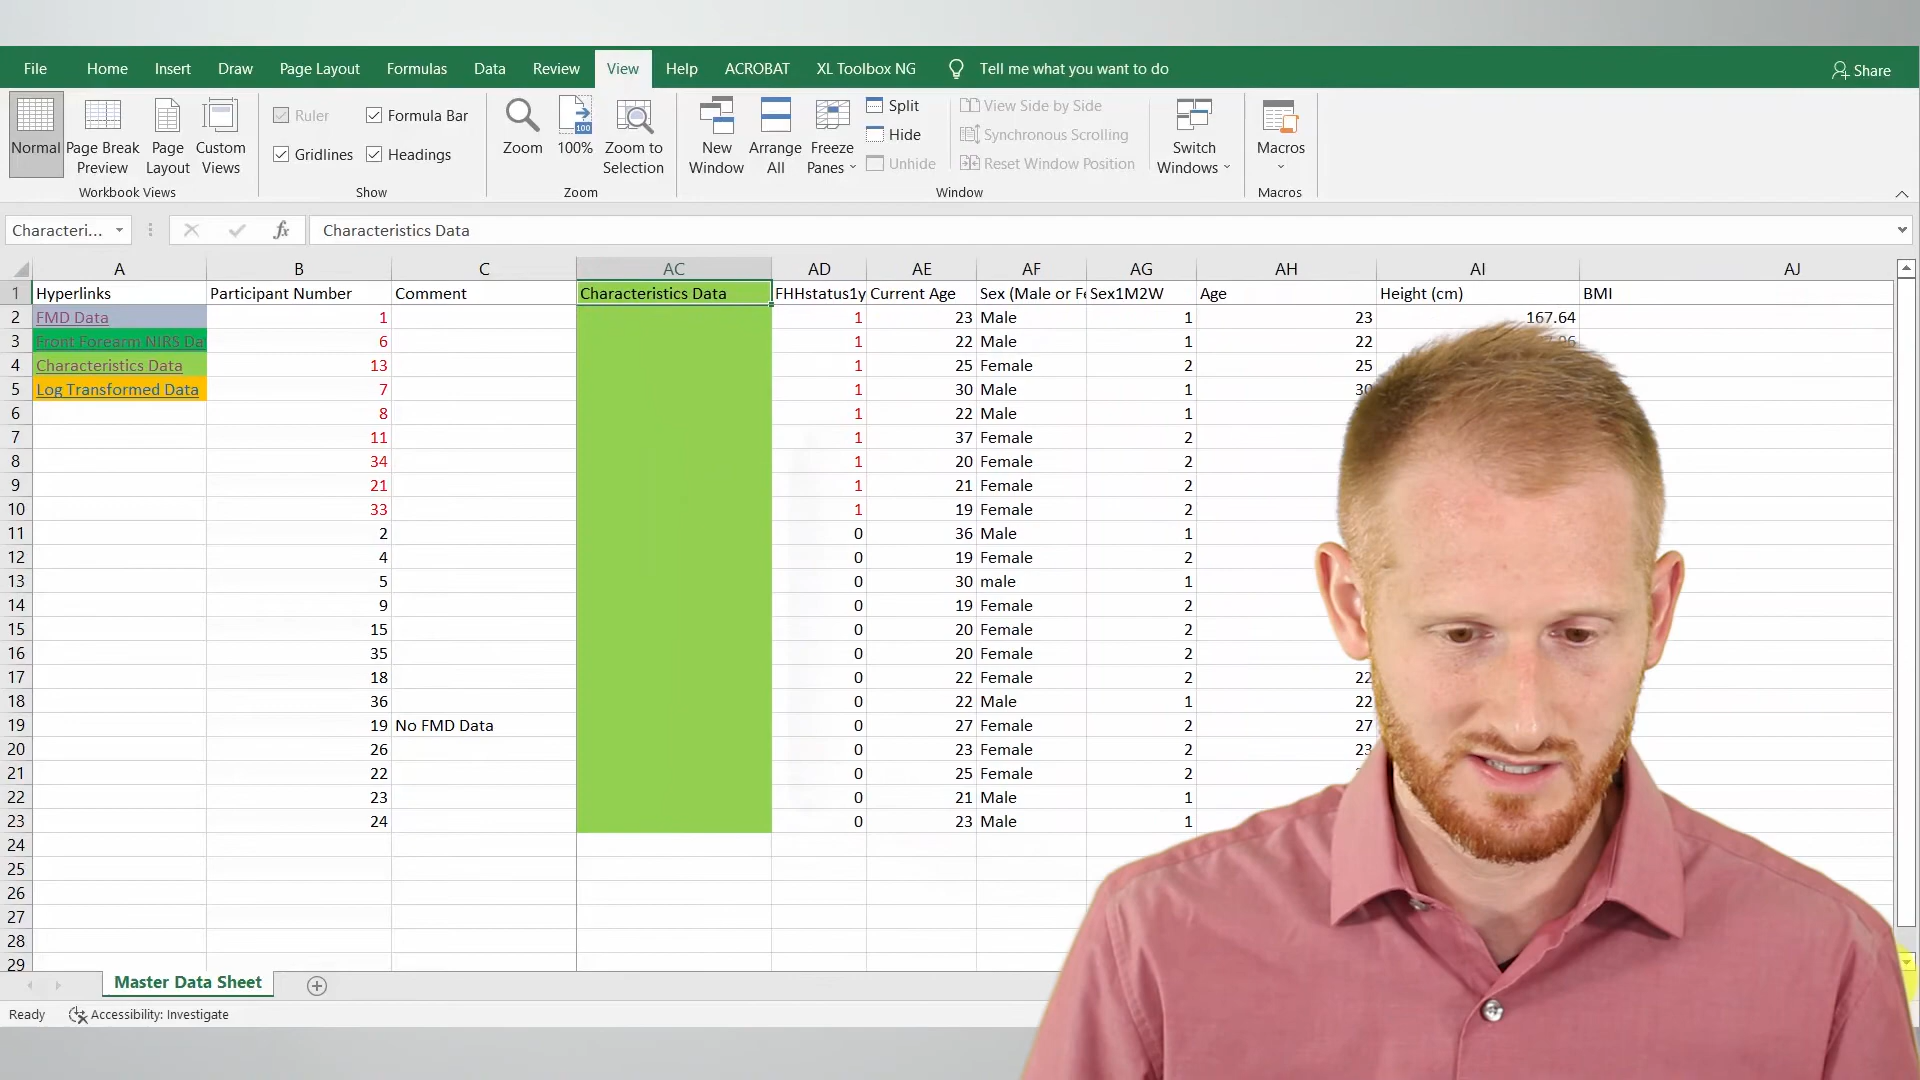 File Home Insert Draw Page Layout Formulas Data Review View Help ACROBAT XL Toolbox NG Tell me what you want to do Share
Normal Page Break Preview Page Layout Custom Views
Workbook Views
Ruler Formula Bar
Gridlines Headings
Show
Zoom 100% Zoom to Selection
Zoom
New Window Arrange All Freeze Panes
Split View Side by Side
Hide Synchronous Scrolling
Unhide Reset Window Position
Window
Switch Windows Macros
Macros
Characteri... fx Characteristics Data
A B C AC AD AE AF AG AH AI AJ
1 Hyperlinks Participant Number Comment Characteristics Data FHHstatus1y Current Age Sex (Male or Fe Sex1M2W Age Height (cm) BMI
2 FMD Data 1 1 23 Male 1 23 167.64
3 Front Forearm NIRS Da 6 1 22 Male 1 22
4 Characteristics Data 13 1 25 Female 2 25
5 Log Transformed Data 7 1 30 Male 1 30
6 8 1 22 Male 1
7 11 1 37 Female 2
8 34 1 20 Female 2
9 21 1 21 Female 2
10 33 1 19 Female 2
11 2 0 36 Male 1
12 4 0 19 Female 2
13 5 0 30 male 1
14 9 0 19 Female 2
15 15 0 20 Female 2
16 35 0 20 Female 2
17 18 0 22 Female 2 22
18 36 0 22 Male 1 22
19 19 No FMD Data 0 27 Female 2 27
20 26 0 23 Female 2 23
21 22 0 25 Female 2
22 23 0 21 Male 1
23 24 0 23 Male 1
24
25
26
27
28
29
Master Data Sheet
Ready Accessibility: Investigate